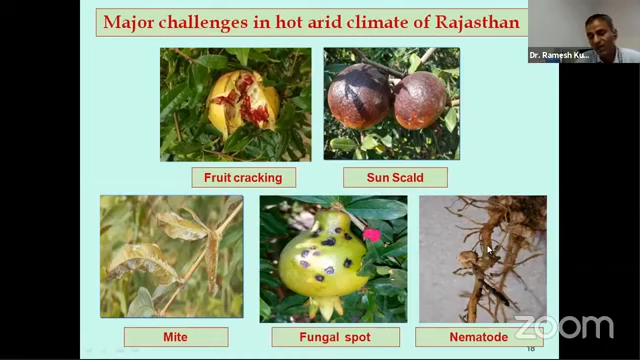 Major challenges in hot arid climate of Rajasthan
Dr. Ramesh Ku...
Fruit cracking
Sun Scald
Mite
Fungal spot
Nematode
zoom
18